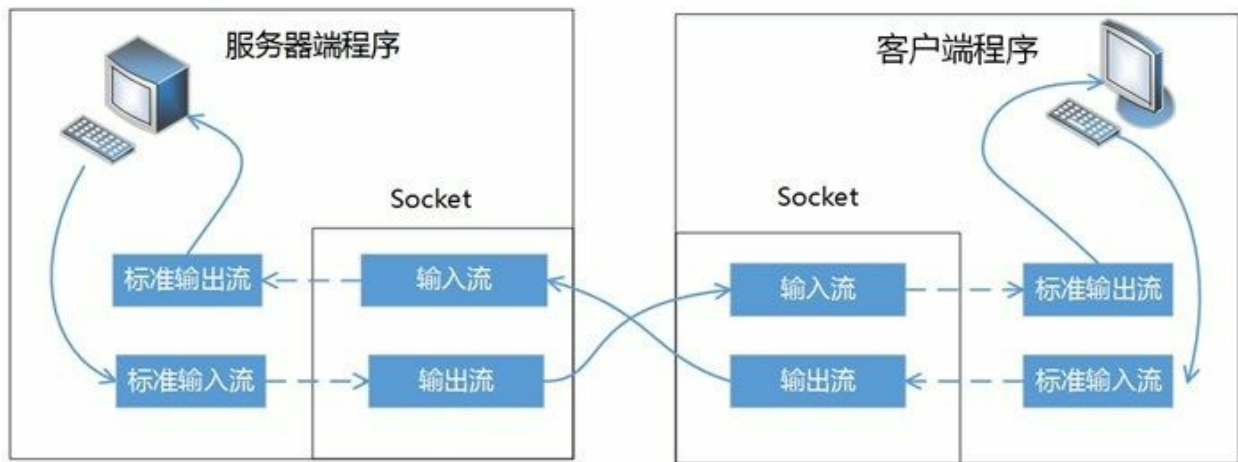 服务器端程序
客户端程序
Socket
Socket
标准输出流
输入流
输入流
标准输出流
标准输入流
输出流
输出流
标准输入流